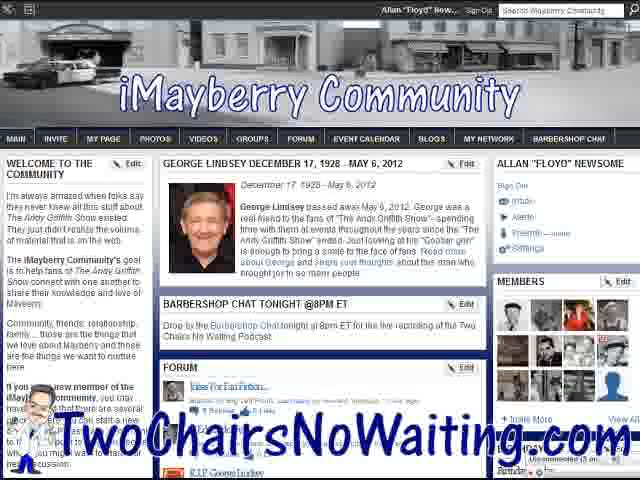 Allan "Floyd" New... Sign Out Search Mayberry Community
iMayberry Community
MAIN INVITE MY PAGE PHOTOS VIDEOS GROUPS FORUM EVENT CALENDAR BLOGS MY NETWORK BARBERSHOP CHAT
WELCOME TO THE COMMUNITY Edit
I'm always amazed when folks say
they never knew all this stuff about
The Andy Griffith Show existed.
They just didn't realize the volume
of material that is on the web.
The iMayberry Community's goal
is to help fans of The Andy Griffith
Show connect with one another to
share their knowledge and love of
Mayberry.
Community, friends, relationship,
family... those are the things that
we love about Mayberry and those
are the things we want to nurture
here.
GEORGE LINDSEY DECEMBER 17, 1928 - MAY 6, 2012 Edit
December 17, 1928 - May 6, 2012
George Lindsey passed away May 6, 2012. George was a
real friend to the fans of "The Andy Griffith Show" spending
time with them at events throughout the years since the "The
Andy Griffith Show" ended. Just looking at his "Goober grin"
is enough to bring a smile to the face of fans. Read more
about George and share your thoughts about this man who
brought joy to so many people.
BARBERSHOP CHAT TONIGHT @8PM ET Edit
Drop by the Barbershop Chat tonight at 8pm ET for the live recording of the Two
Chairs No Waiting Podcast.
FORUM Edit
R.I.P. George Lindsey
ALLAN "FLOYD" NEWSOME
Sign Out
Inbox
Alerts
Friends
Settings
MEMBERS Edit
Invite More View All
TwoChairsNoWaiting.com